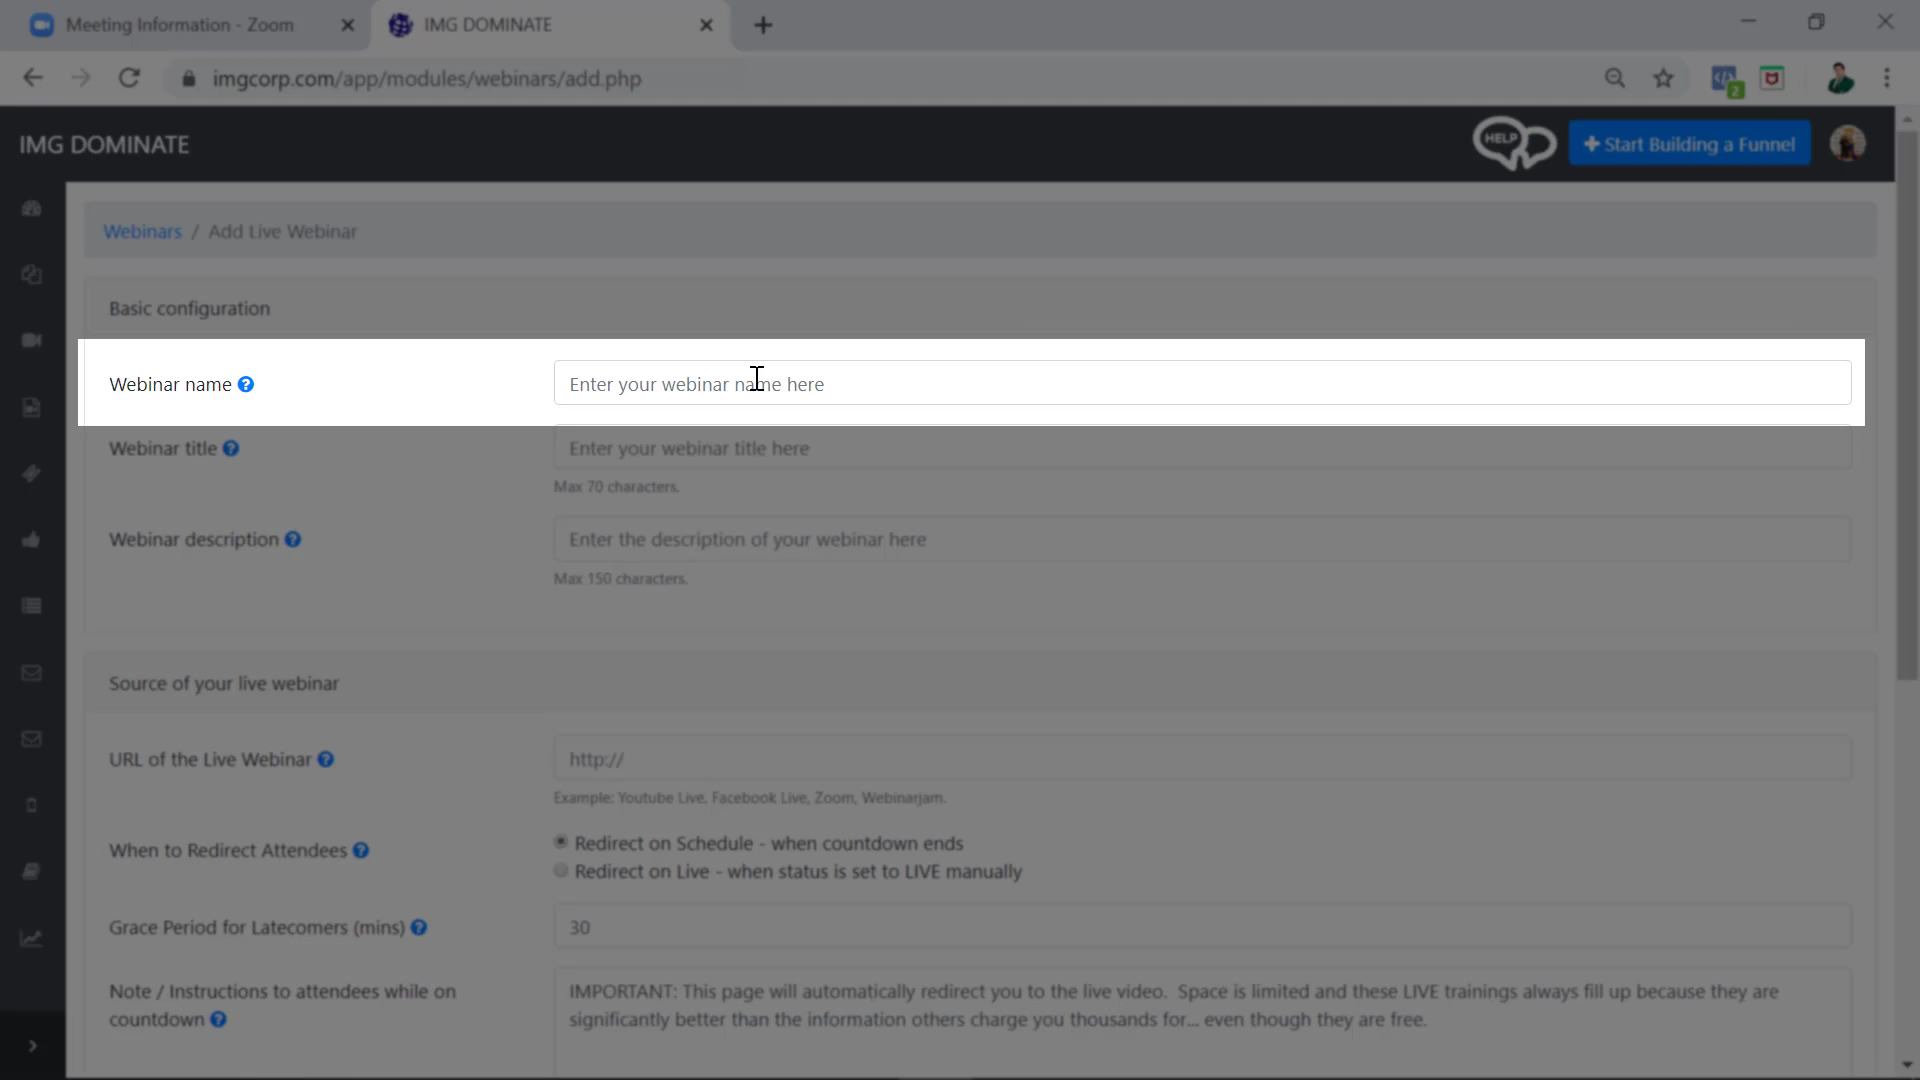 Meeting Information - Zoom
IMG DOMINATE
imgcorp.com/app/modules/webinars/add.php
2
IMG DOMINATE
HELP
Start Building a Funnel
Webinars / Add Live Webinar
Basic configuration
Webinar name ?
Enter your webinar name here
Webinar title ?
Enter your webinar title here
Max 70 characters.
Webinar description ?
Enter the description of your webinar here
Max 150 characters.
Source of your live webinar
URL of the Live Webinar ?
http://
Example: Youtube Live, Facebook Live, Zoom, Webinarjam.
When to Redirect Attendees ?
Redirect on Schedule - when countdown ends
Redirect on Live - when status is set to LIVE manually
Grace Period for Latecomers (mins) ?
30
Note / Instructions to attendees while on
countdown ?
IMPORTANT: This page will automatically redirect you to the live video. Space is limited and these LIVE trainings always fill up because they are
significantly better than the information others charge you thousands for... even though they are free.